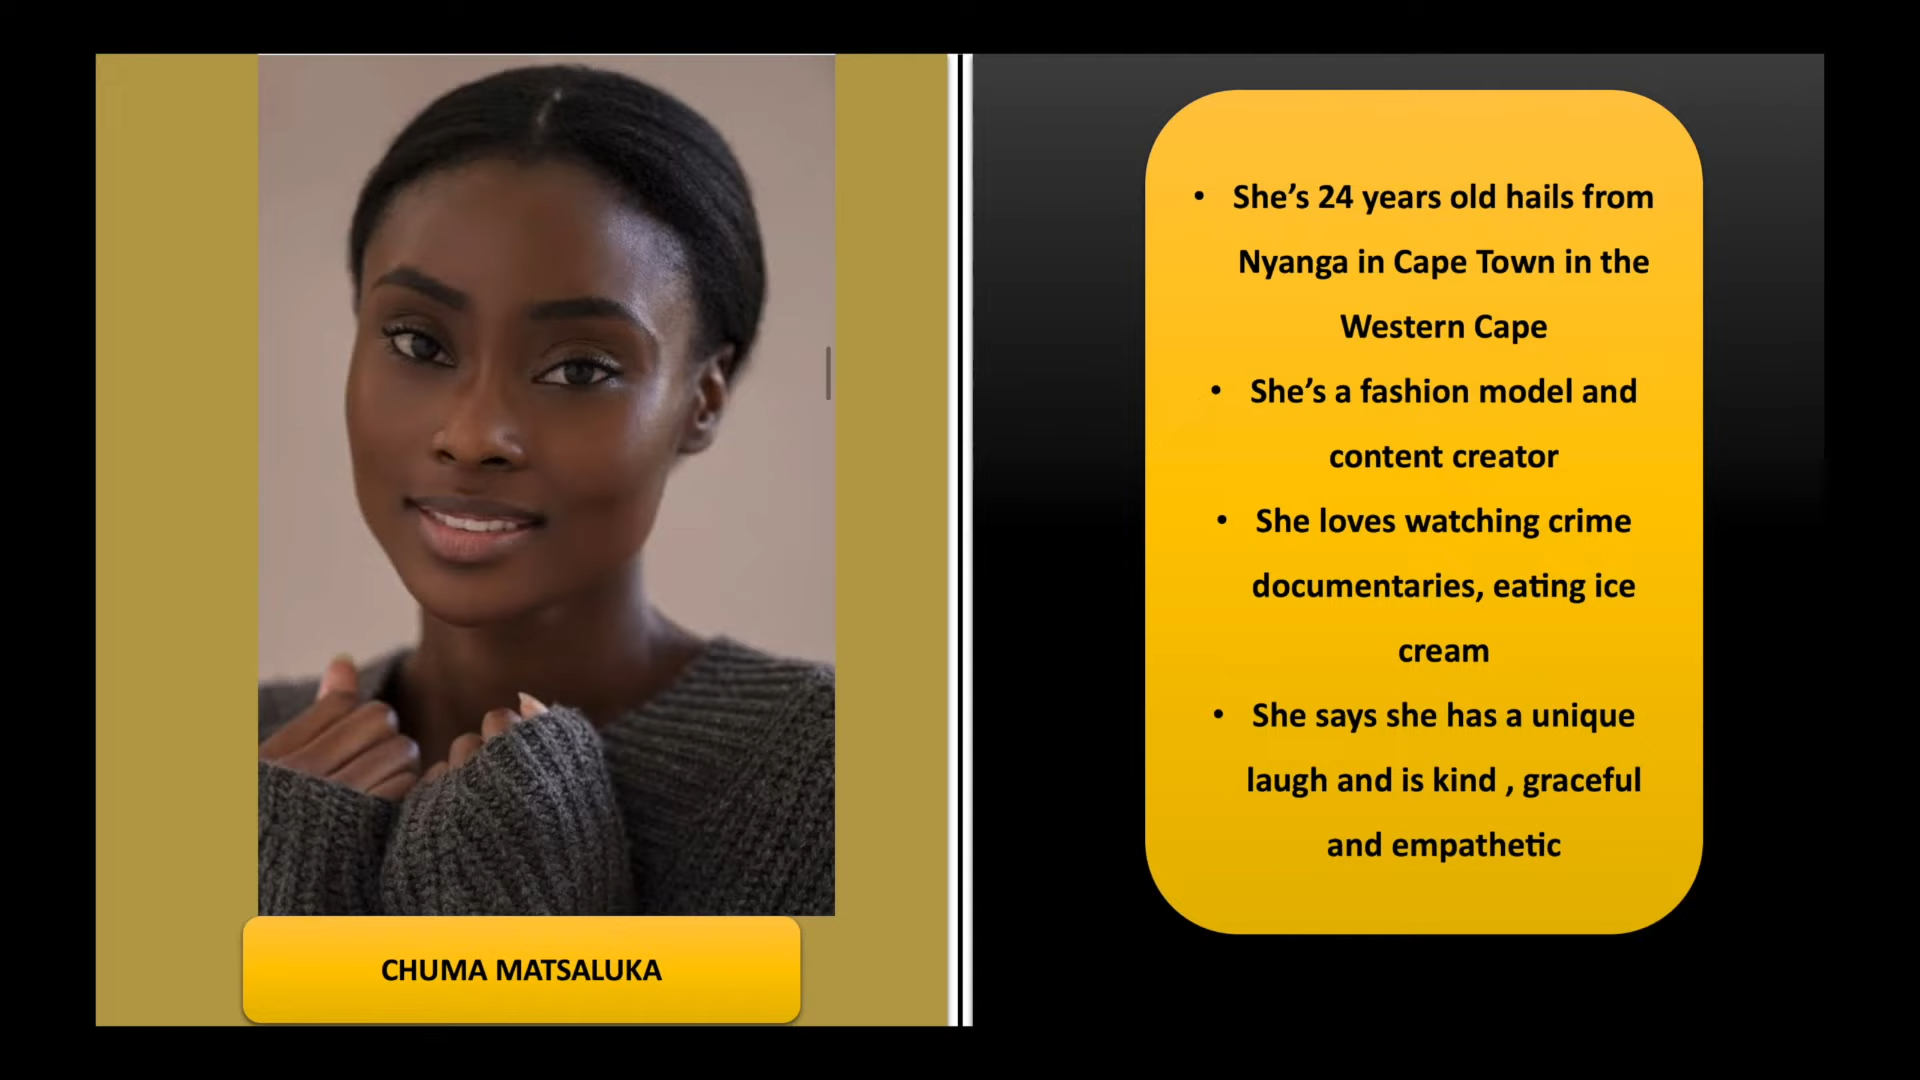 • She’s 24 years old hails from
Nyanga in Cape Town in the
Western Cape
• She’s a fashion model and
content creator
• She loves watching crime
documentaries, eating ice
cream
• She says she has a unique
laugh and is kind , graceful
and empathetic
CHUMA MATSALUKA